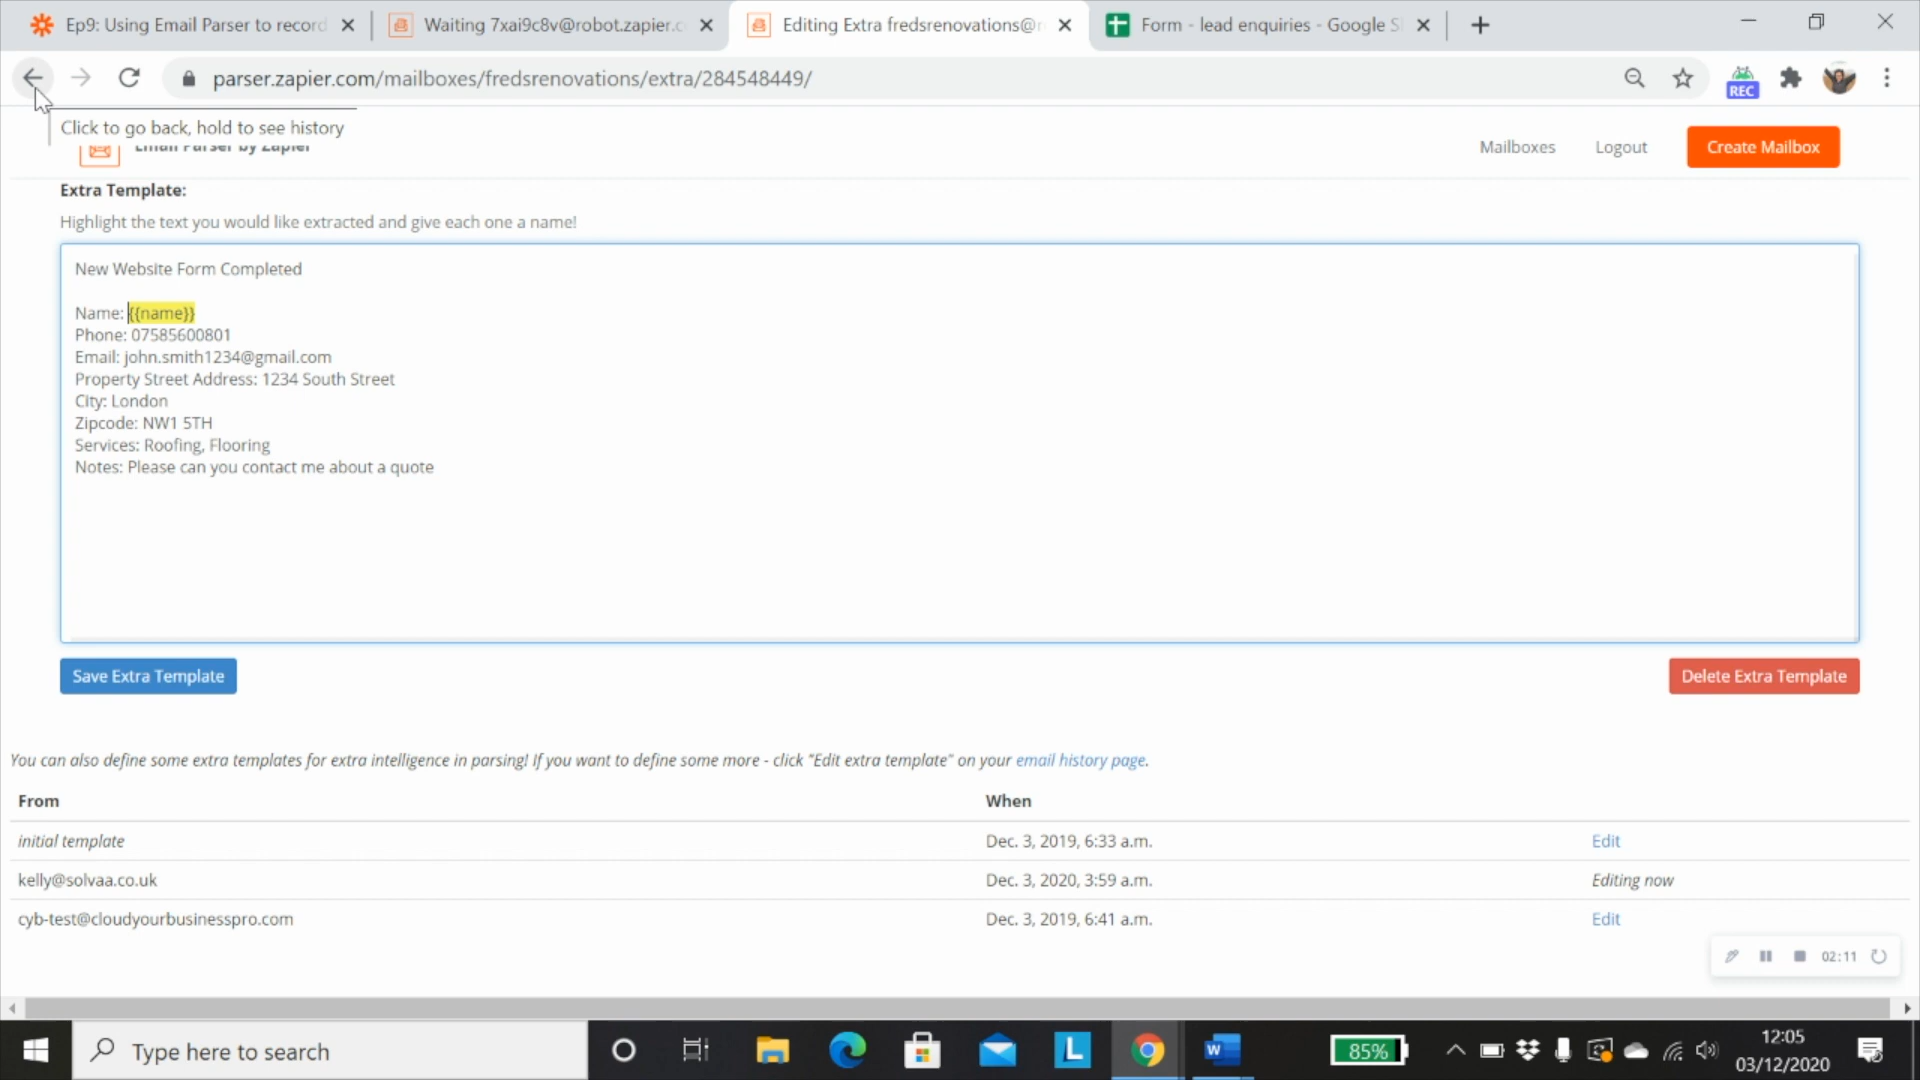 Ep9: Using Email Parser to record
Waiting 7xai9c8v@robot.zapier.c
Editing Extra fredsrenovations@r
Form - lead enquiries - Google S
parser.zapier.com/mailboxes/fredsrenovations/extra/284548449/
REC
Click to go back, hold to see history
Email Parser by Zapier
Mailboxes
Logout
Create Mailbox
Extra Template:
Highlight the text you would like extracted and give each one a name!
New Website Form Completed
Name: {{name}}
Phone: 07585600801
Email: john.smith1234@gmail.com
Property Street Address: 1234 South Street
City: London
Zipcode: NW1 5TH
Services: Roofing, Flooring
Notes: Please can you contact me about a quote
Save Extra Template
Delete Extra Template
You can also define some extra templates for extra intelligence in parsing! If you want to define some more - click "Edit extra template" on your email history page.
From
When
initial template
Dec. 3, 2019, 6:33 a.m.
Edit
kelly@solvaa.co.uk
Dec. 3, 2020, 3:59 a.m.
Editing now
cyb-test@cloudyourbusinesspro.com
Dec. 3, 2019, 6:41 a.m.
Edit
02:11
Type here to search
L
W
85%
12:05
03/12/2020